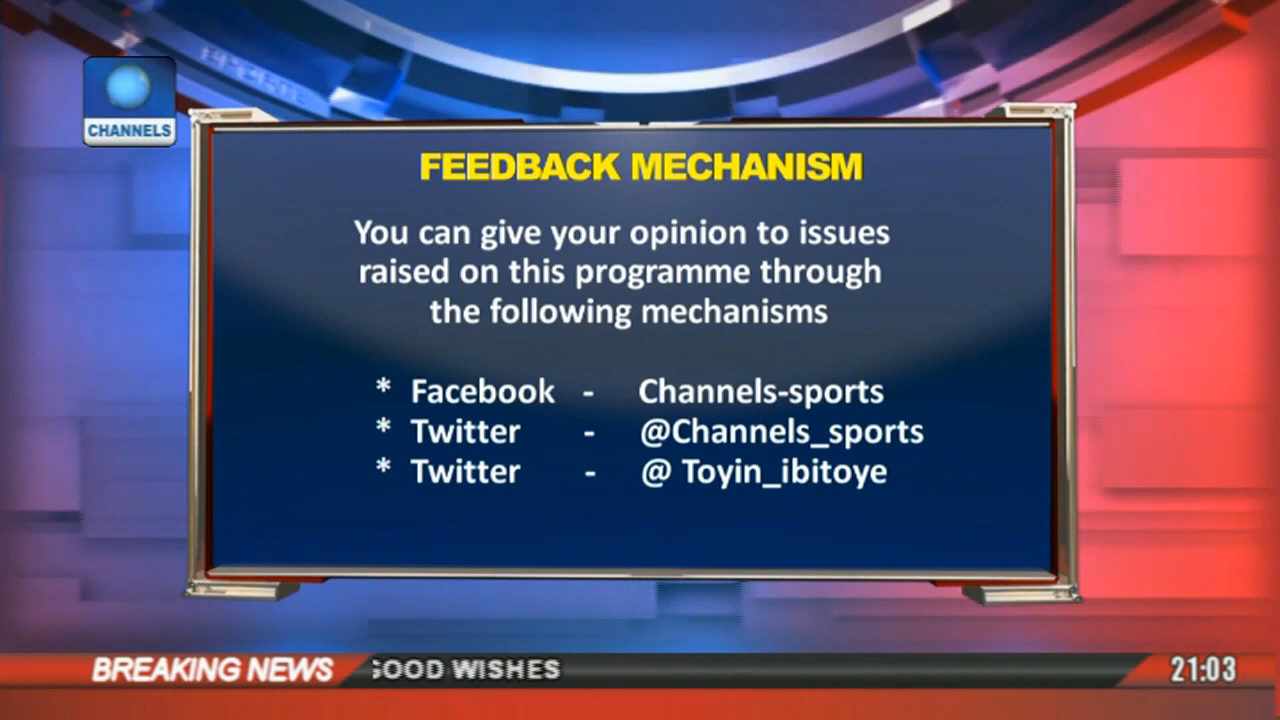 CHANNELS
FEEDBACK MECHANISM
You can give your opinion to issues
raised on this programme through
the following mechanisms
* Facebook - Channels-sports
* Twitter - @Channels_sports
* Twitter - @ Toyin_ibitoye
BREAKING NEWS
WISHES
21:03